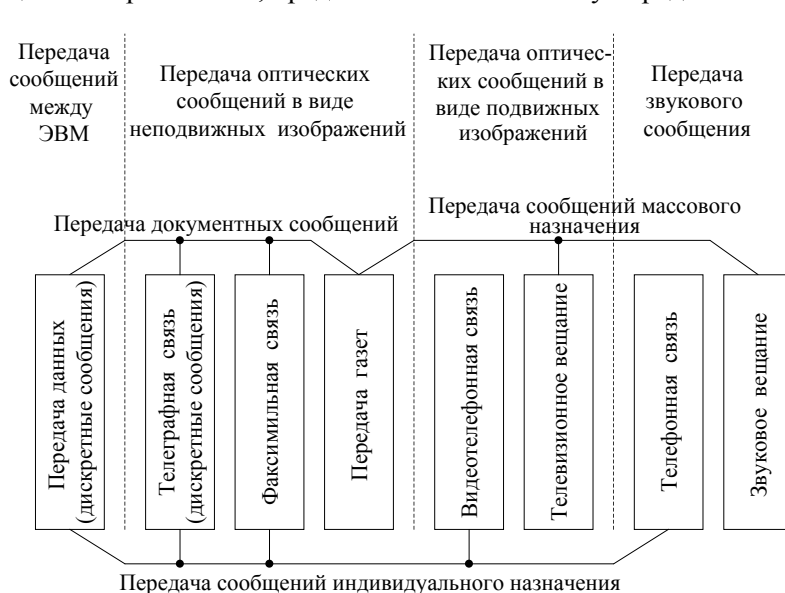 Передача
сообщений
между
ЭВМ
Передача оптических
сообщений в виде
неподвижных изображений
Передача оптичес-
ких сообщений в
виде подвижных
изображений
Передача
звукового
сообщения
Передача документных сообщений
Передача сообщений массового
назначения
Передача данных
(дискретные сообщения)
Телеграфная связь
(дискретные сообщения)
Факсимильная связь
Передача газет
Видеотелефонная связь
Телевизионное вещание
Телефонная связь
Звуковое вещание
Передача сообщений индивидуального назначения